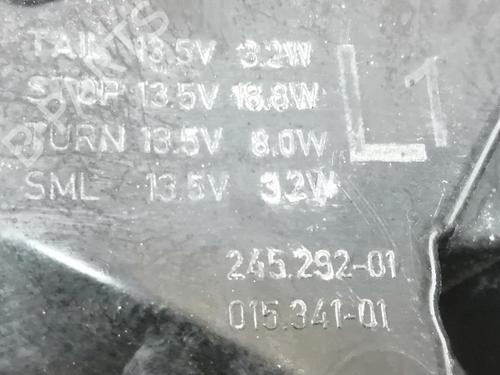 TAIL 13.5V 3.2W
STOP 13.5V 18.8W
TURN 13.5V 8.0W
SML 13.5V 3.2W
L1
245.292-01
015.341-01